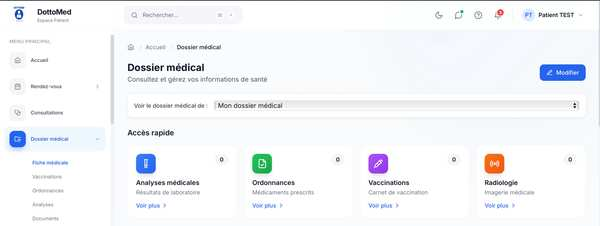 DottoMed
Espace Patient
Rechercher...
PT
Patient TEST
MENU PRINCIPAL
Accueil
Rendez-vous
Consultations
Dossier médical
Fiche médicale
Vaccinations
Ordonnances
Analyses
Documents
Accueil
Dossier médical
Dossier médical
Consultez et gérez vos informations de santé
Modifier
Voir le dossier médical de :
Mon dossier médical
Accès rapide
0
Analyses médicales
Résultats de laboratoire
Voir plus
0
Ordonnances
Médicaments prescrits
Voir plus
0
Vaccinations
Carnet de vaccination
Voir plus
0
Radiologie
Imagerie médicale
Voir plus